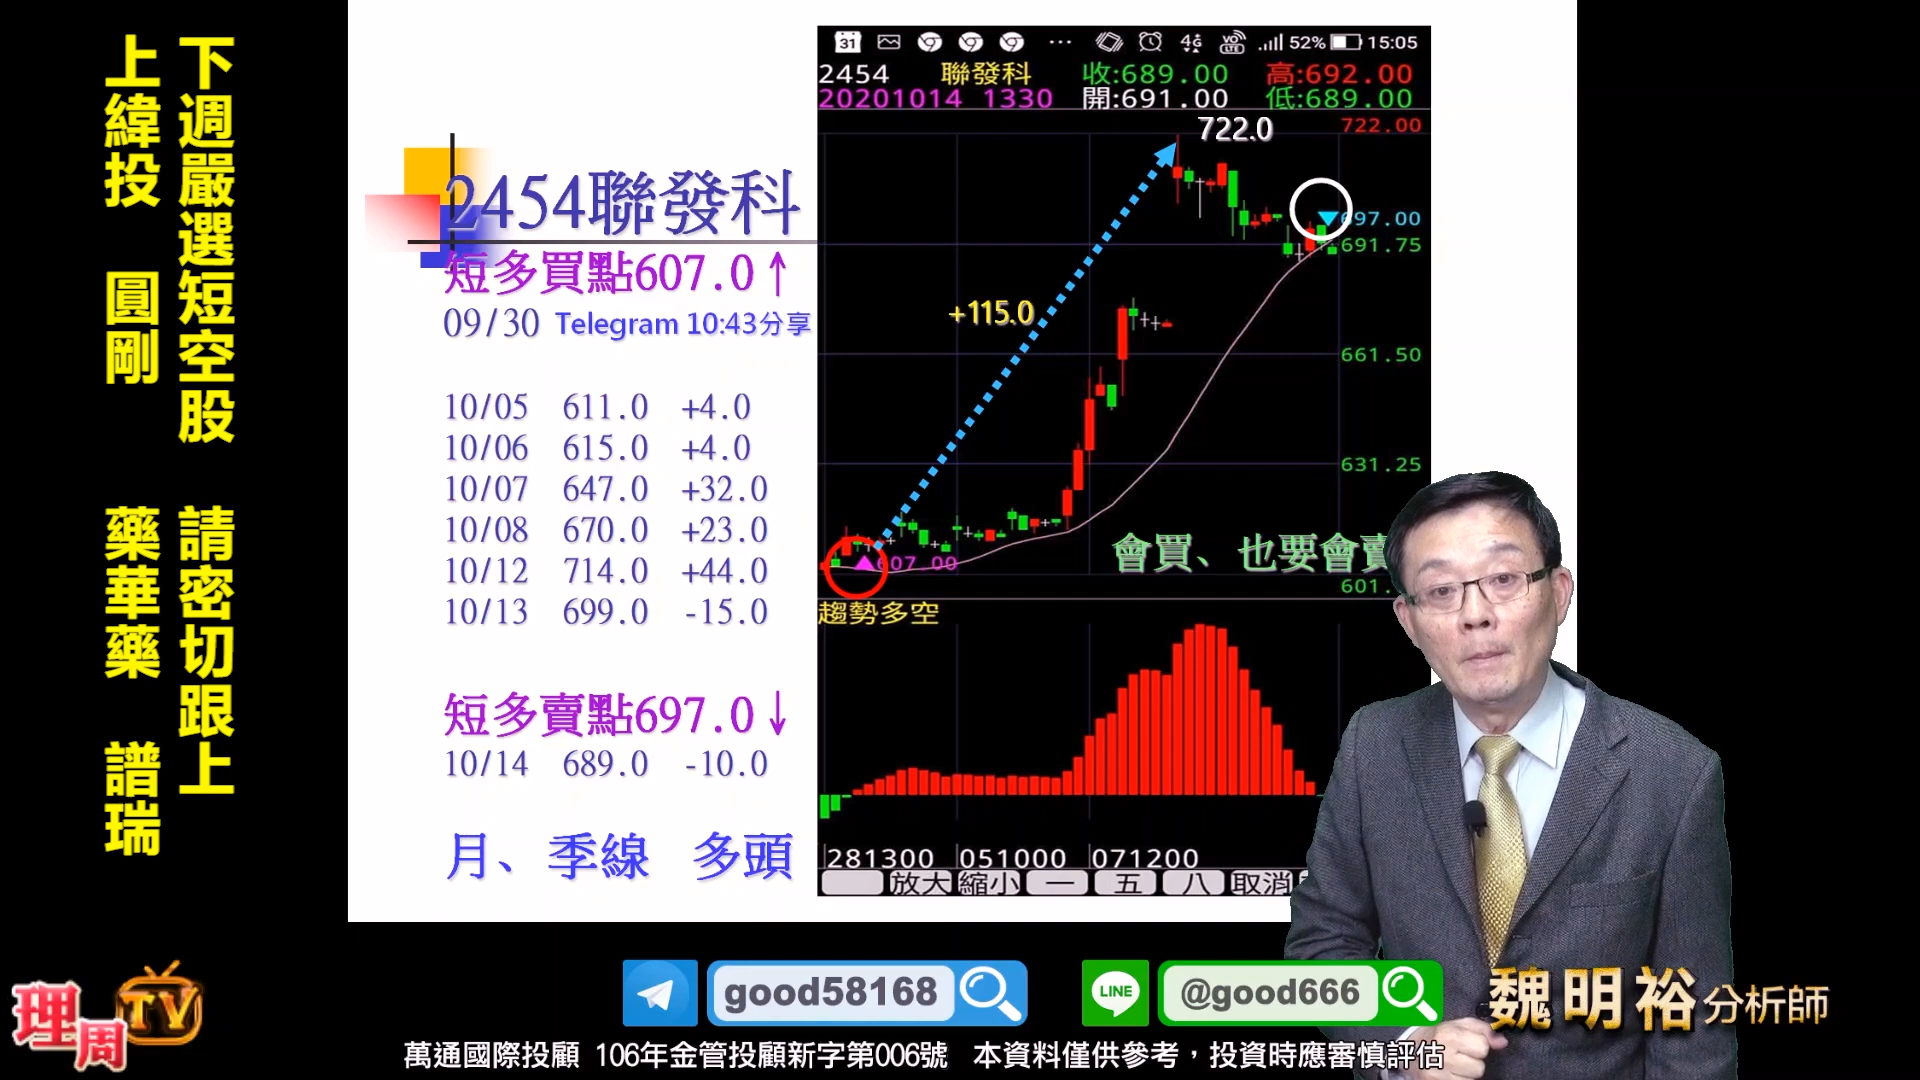 下週嚴選短空股 請密切跟上
上緯投 圓剛 藥華藥 譜瑞
2454聯發科
短多買點607.0↑
09/30 Telegram 10:43分享
10/05 611.0 +4.0
10/06 615.0 +4.0
10/07 647.0 +32.0
10/08 670.0 +23.0
10/12 714.0 +44.0
10/13 699.0 -15.0
短多賣點697.0↓
10/14 689.0 -10.0
月、季線 多頭
31 4G VO LTE 52% 15:05
2454 聯發科 收:689.00 高:692.00
20201014 1330 開:691.00 低:689.00
722.0 722.00
697.00
691.75
+115.0
661.50
631.25
會買、也要會賣
607.00
601.
趨勢多空
281300 051000 071200
放大 縮小 一 五 八 取消
理周TV
good58168
LINE @good666
魏明裕分析師
萬通國際投顧 106年金管投顧新字第006號 本資料僅供參考，投資時應審慎評估